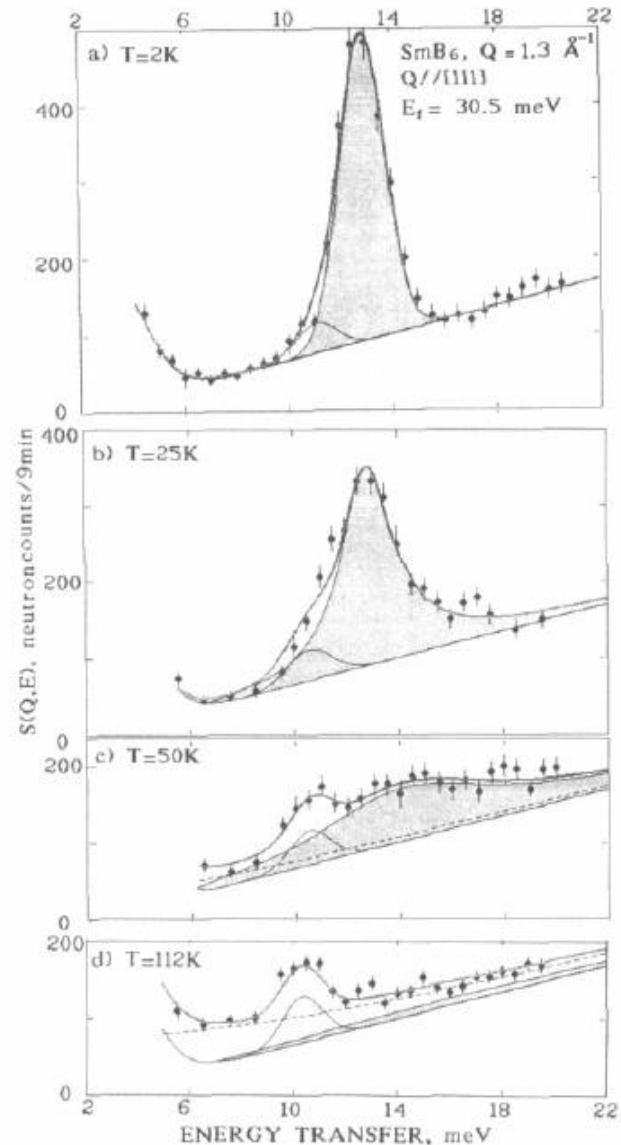 2 6 10 14 18 22
a) T=2K
SmB₆, Q = 1.3 Å⁻¹
Q//[111]
E_f = 30.5 meV
400
200
0
400
b) T=25K
200
0
c) T=50K
200
0
d) T=112K
200
100
0
2 6 10 14 18 22
S(Q,E), neutroncounts/9min
ENERGY TRANSFER, meV